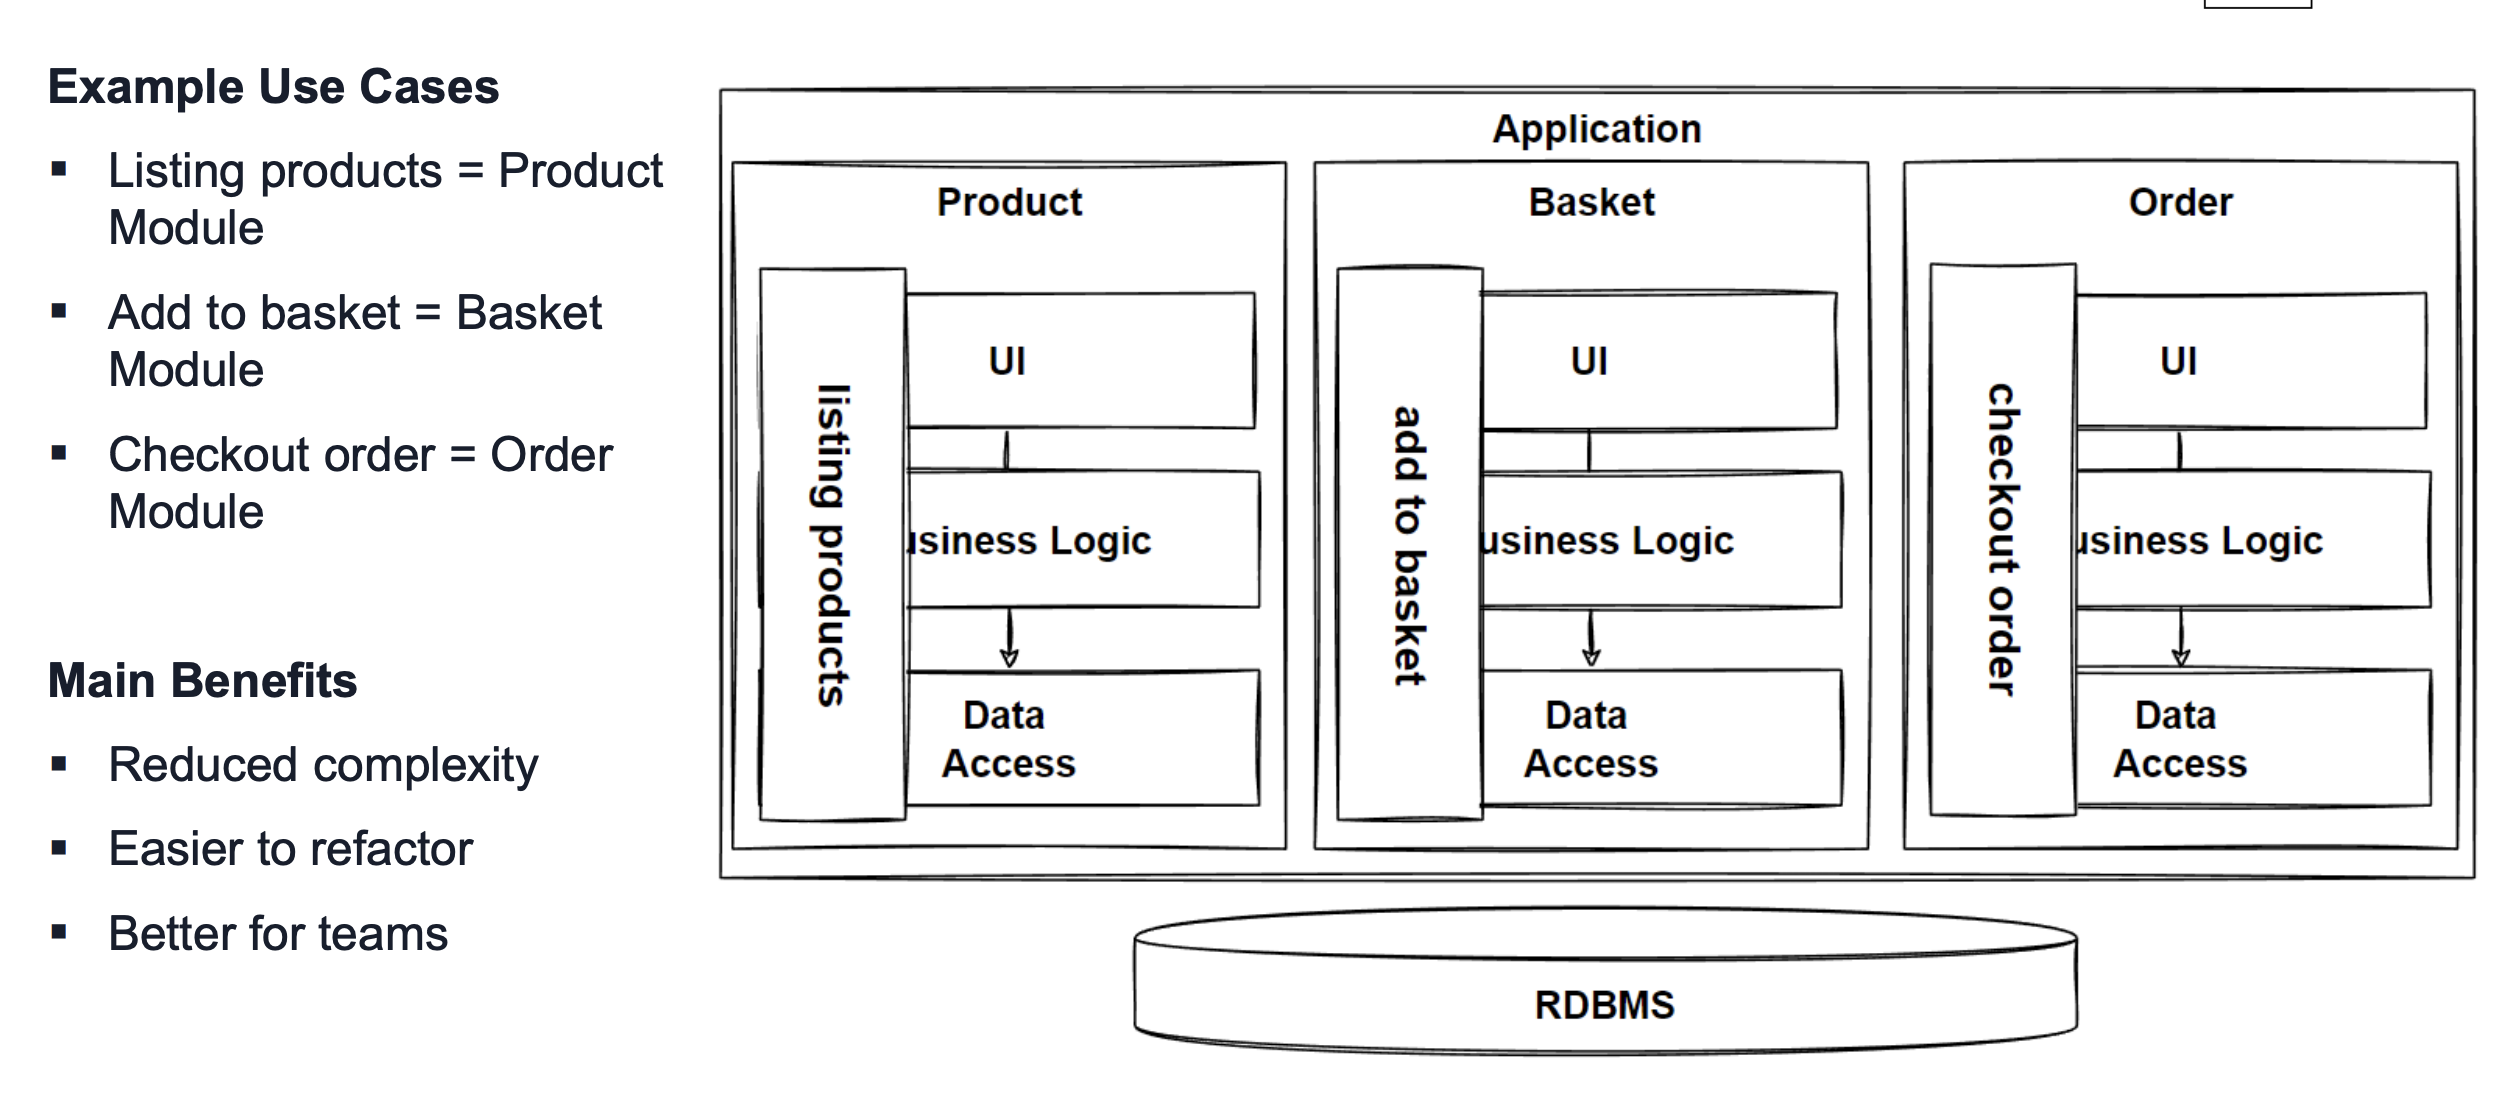 Example Use Cases
▪ Listing products = Product
Module
▪ Add to basket = Basket
Module
▪ Checkout order = Order
Module
Main Benefits
▪ Reduced complexity
▪ Easier to refactor
▪ Better for teams
Application
Product
listing products
UI
usiness Logic
Data
Access
Basket
add to basket
UI
usiness Logic
Data
Access
Order
checkout order
UI
usiness Logic
Data
Access
RDBMS